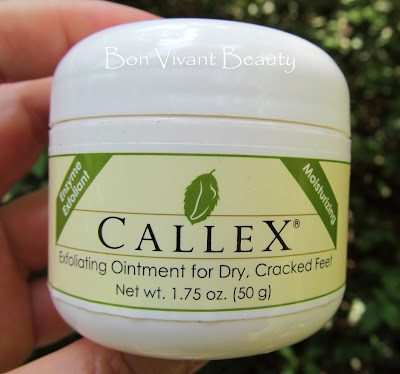 Bon Vivant Beauty
Enzyme
Exfoliant
Moisturizing
CALLEX®
Exfoliating Ointment for Dry, Cracked Feet
Net wt. 1.75 oz. (50 g)